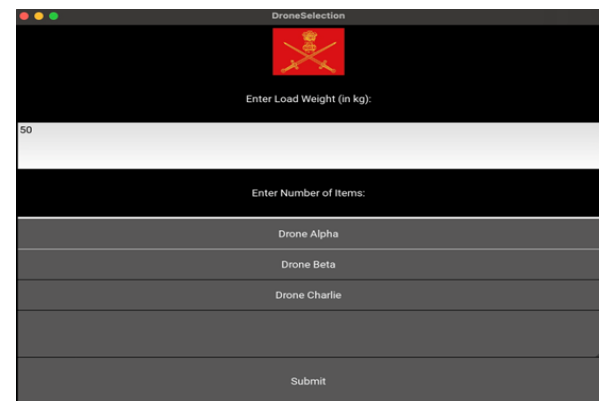 DroneSelection
Enter Load Weight (in kg):
50
Enter Number of Items:
Drone Alpha
Drone Beta
Drone Charlie
Submit